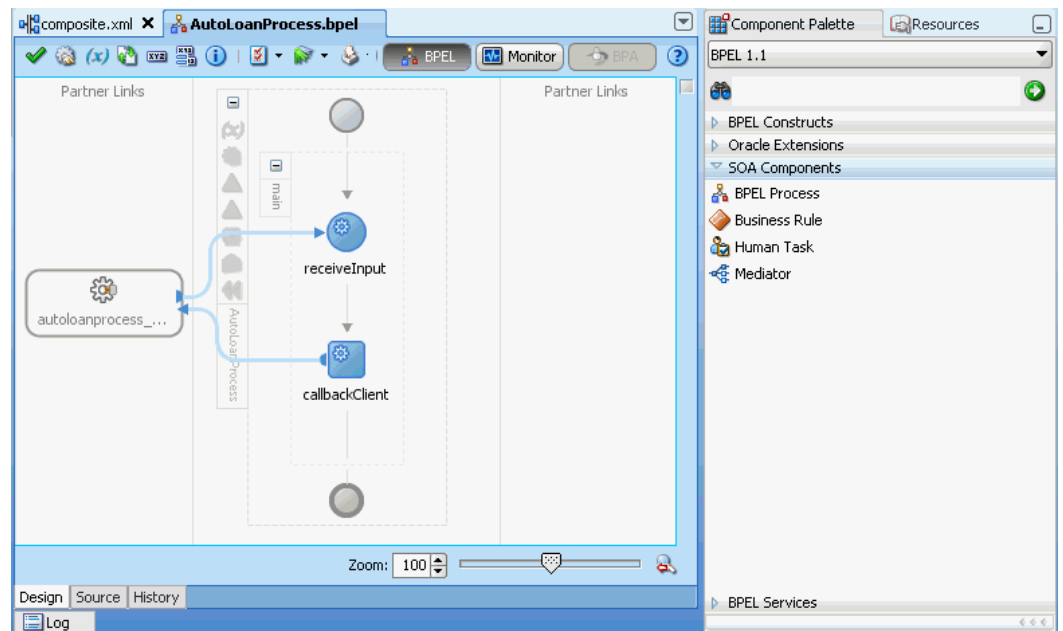 composite.xml AutoLoanProcess.bpel
Component Palette Resources
BPEL Monitor BPA
BPEL 1.1
Partner Links Partner Links
main
receiveInput
autoloanprocess_...
AutoLoanProcess
callbackClient
BPEL Constructs
Oracle Extensions
SOA Components
BPEL Process
Business Rule
Human Task
Mediator
Zoom: 100
Design Source History
BPEL Services
Log